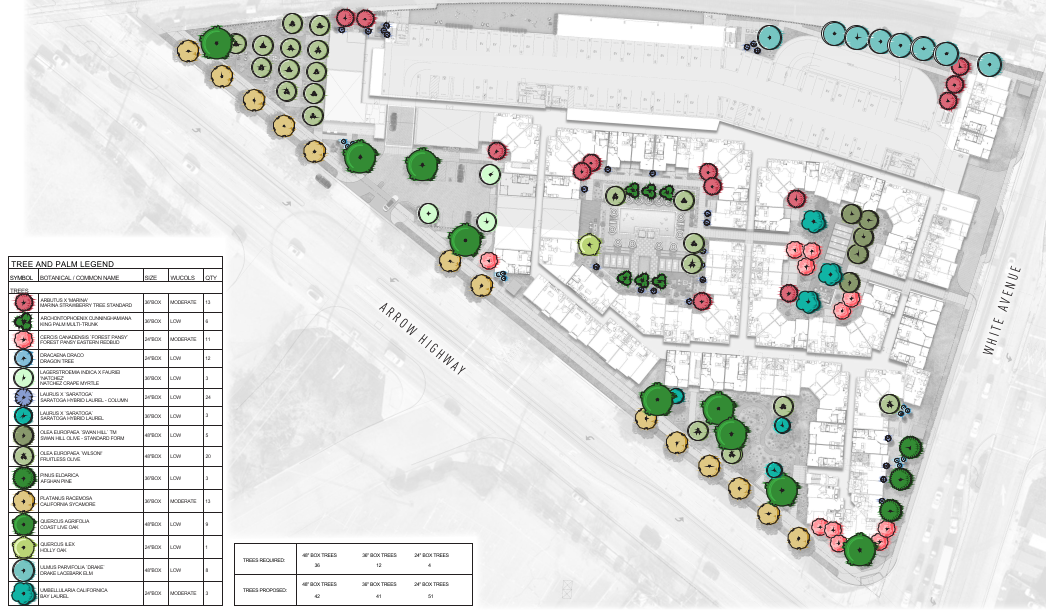 ARROW HIGHWAY
WHITE AVENUE
TREE AND PALM LEGEND
SYMBOL BOTANICAL / COMMON NAME SIZE WUCOLS QTY
TREES
ARBUTUS X `MARINA`
MARINA STRAWBERRY TREE STANDARD 36"BOX MODERATE 13
ARCHONTOPHOENIX CUNNINGHAMIANA
KING PALM MULTI-TRUNK 36"BOX LOW 6
CERCIS CANADENSIS `FOREST PANSY`
FOREST PANSY EASTERN REDBUD 24"BOX MODERATE 11
DRACAENA DRACO
DRAGON TREE 24"BOX LOW 12
LAGERSTROEMIA INDICA X FAURIEI
`NATCHEZ`
NATCHEZ CRAPE MYRTLE 36"BOX LOW 3
LAURUS X `SARATOGA`
SARATOGA HYBRID LAUREL - COLUMN 24"BOX LOW 24
LAURUS X `SARATOGA`
SARATOGA HYBRID LAUREL 36"BOX LOW 3
OLEA EUROPAEA `SWAN HILL` TM
SWAN HILL OLIVE - STANDARD FORM 48"BOX LOW 5
OLEA EUROPAEA `WILSONI`
FRUITLESS OLIVE 48"BOX LOW 20
PINUS ELDARICA
AFGHAN PINE 36"BOX LOW 3
PLATANUS RACEMOSA
CALIFORNIA SYCAMORE 36"BOX MODERATE 13
QUERCUS AGRIFOLIA
COAST LIVE OAK 48"BOX LOW 9
QUERCUS ILEX
HOLLY OAK 24"BOX LOW 1
ULMUS PARVIFOLIA `DRAKE`
DRAKE LACEBARK ELM 48"BOX LOW 8
UMBELLULARIA CALIFORNICA
BAY LAUREL 24"BOX MODERATE 3
TREES REQUIRED: 48" BOX TREES 36" BOX TREES 24" BOX TREES
36 12 4
TREES PROPOSED: 48" BOX TREES 36" BOX TREES 24" BOX TREES
42 41 51